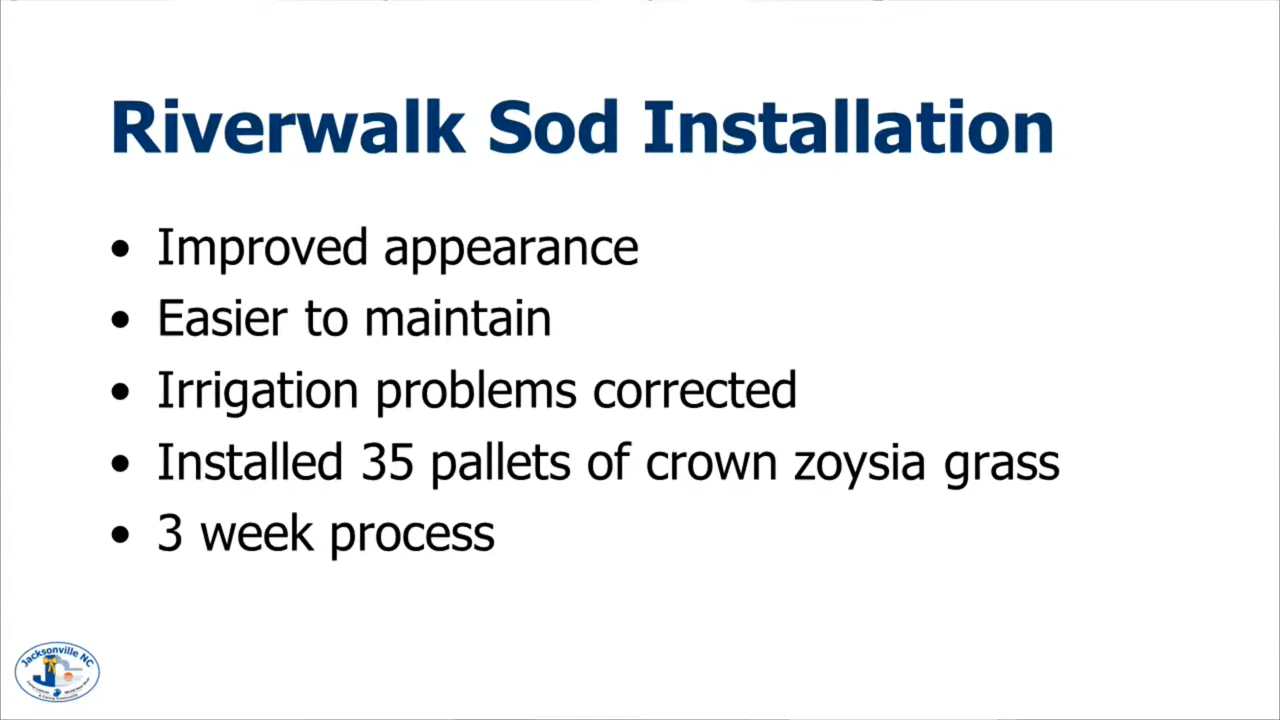 Riverwalk Sod Installation
• Improved appearance
• Easier to maintain
• Irrigation problems corrected
• Installed 35 pallets of crown zoysia grass
• 3 week process
Jacksonville NC